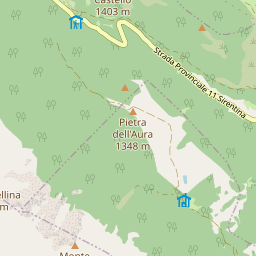 Castello
1403 m
Strada Provinciale 11 Sirentina
Pietra
dell'Aura
1348 m
ellina
m
Monte